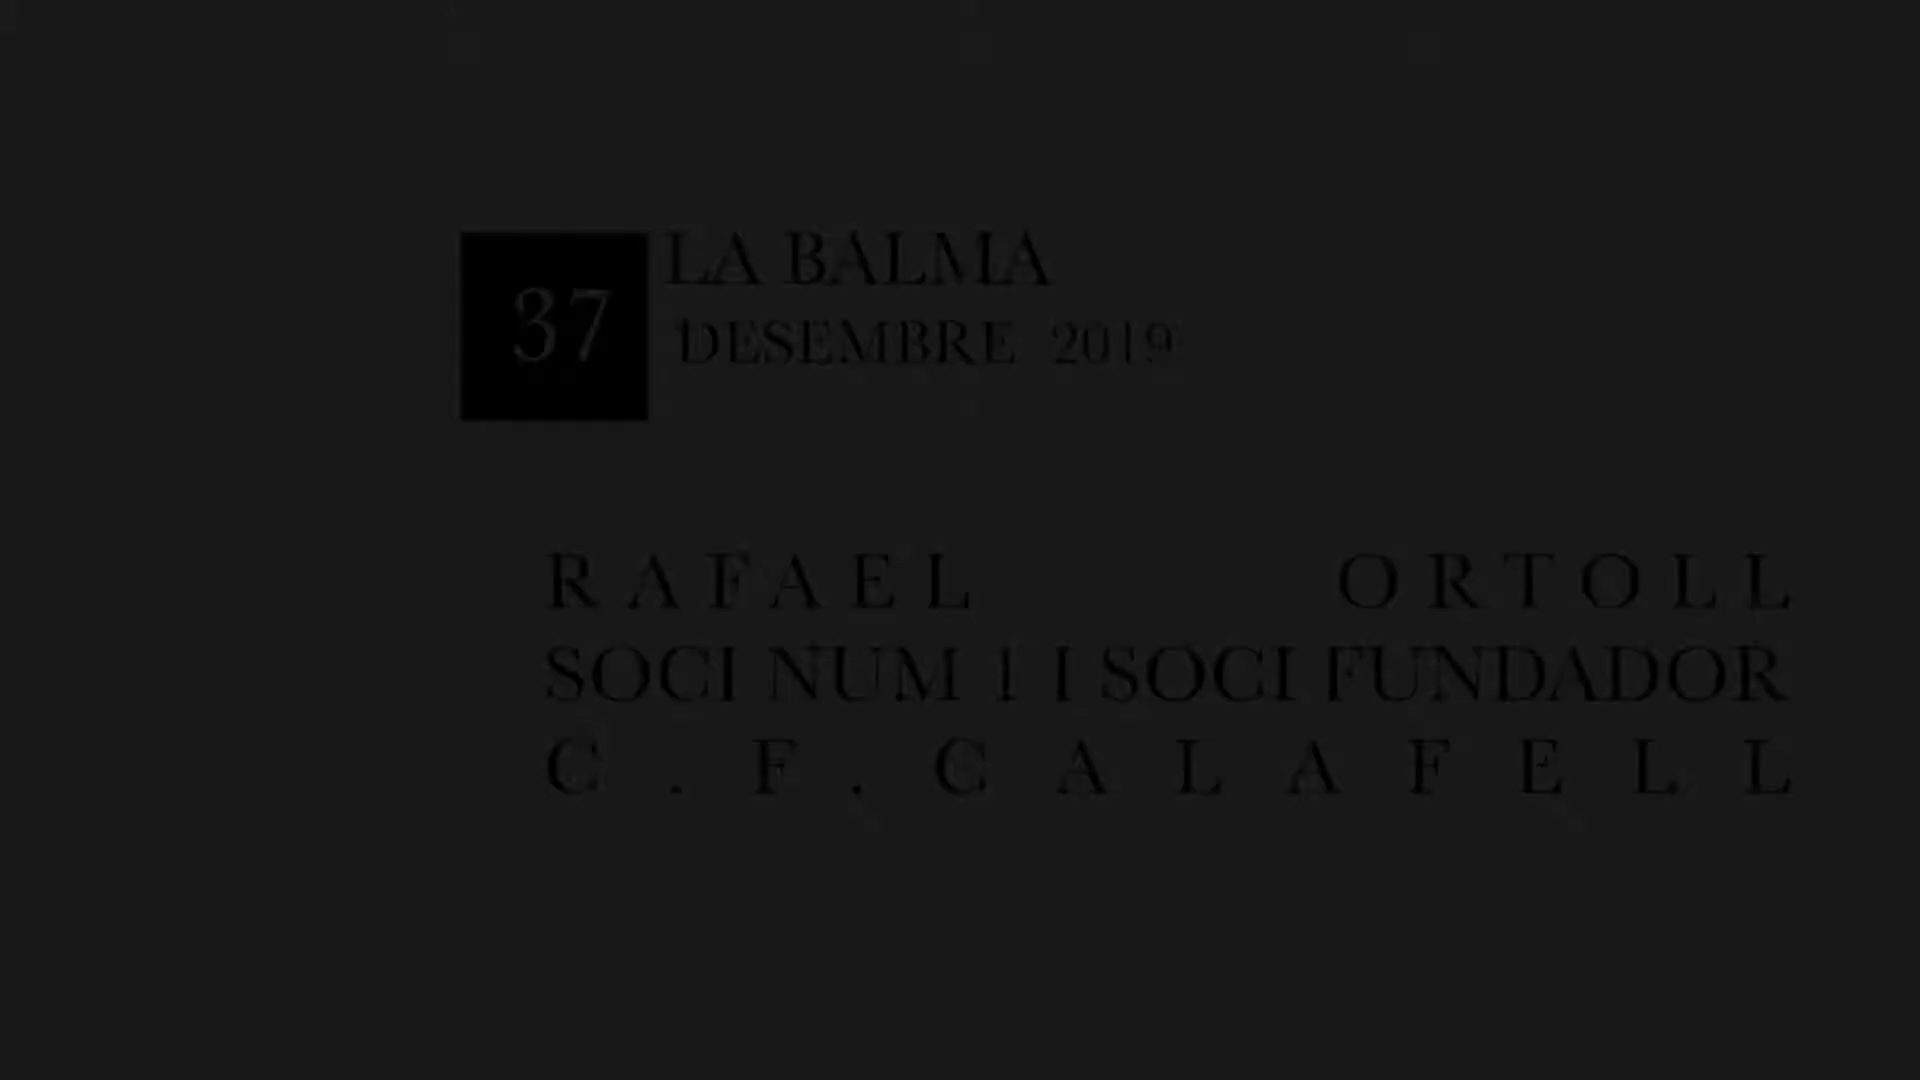 37
LA BALMA
DESEMBRE 2019
RAFAEL ORTOLL
SOCI NUM 1 I SOCI FUNDADOR
C.F.CALAFELL